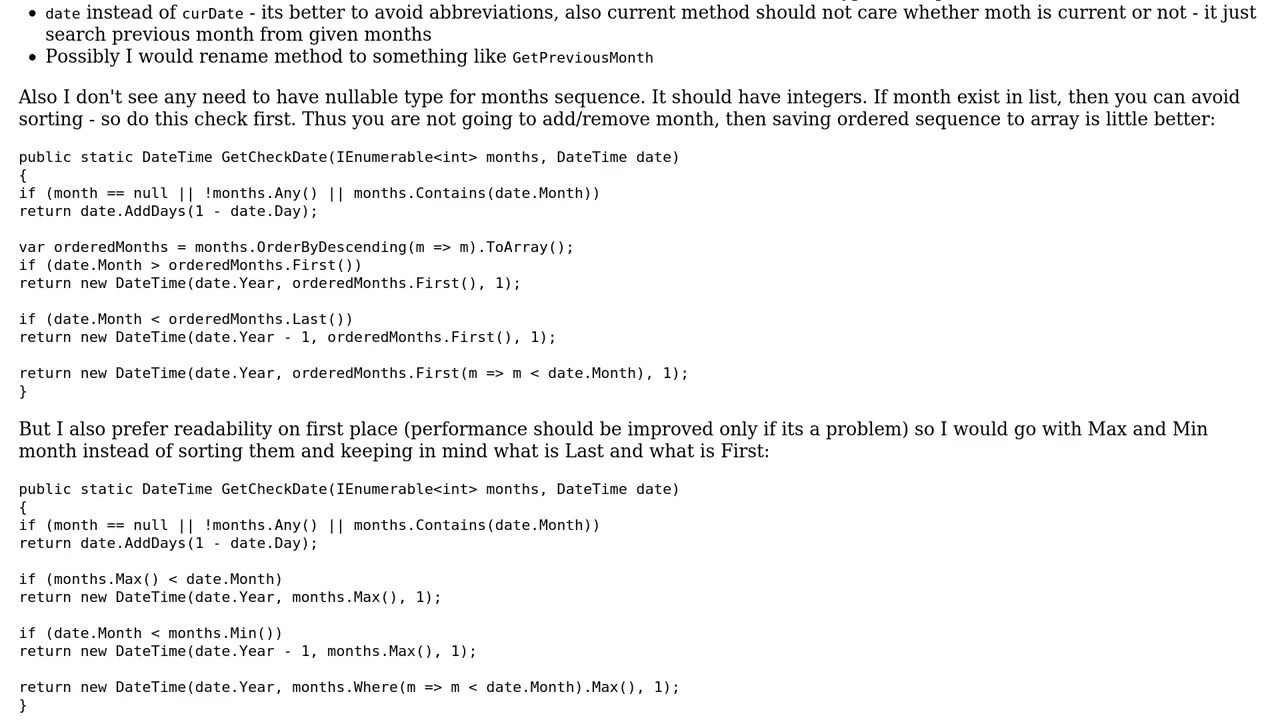 date instead of curDate - its better to avoid abbreviations, also current method should not care whether moth is current or not - it just
search previous month from given months
Possibly I would rename method to something like GetPreviousMonth
Also I don't see any need to have nullable type for months sequence. It should have integers. If month exist in list, then you can avoid
sorting - so do this check first. Thus you are not going to add/remove month, then saving ordered sequence to array is little better:
public static DateTime GetCheckDate(IEnumerable<int> months, DateTime date)
{
if (month == null || !months.Any() || months.Contains(date.Month))
return date.AddDays(1 - date.Day);
var orderedMonths = months.OrderByDescending(m => m).ToArray();
if (date.Month > orderedMonths.First())
return new DateTime(date.Year, orderedMonths.First(), 1);
if (date.Month < orderedMonths.Last())
return new DateTime(date.Year - 1, orderedMonths.First(), 1);
return new DateTime(date.Year, orderedMonths.First(m => m < date.Month), 1);
}
But I also prefer readability on first place (performance should be improved only if its a problem) so I would go with Max and Min
month instead of sorting them and keeping in mind what is Last and what is First:
public static DateTime GetCheckDate(IEnumerable<int> months, DateTime date)
{
if (month == null || !months.Any() || months.Contains(date.Month))
return date.AddDays(1 - date.Day);
if (months.Max() < date.Month)
return new DateTime(date.Year, months.Max(), 1);
if (date.Month < months.Min())
return new DateTime(date.Year - 1, months.Max(), 1);
return new DateTime(date.Year, months.Where(m => m < date.Month).Max(), 1);
}